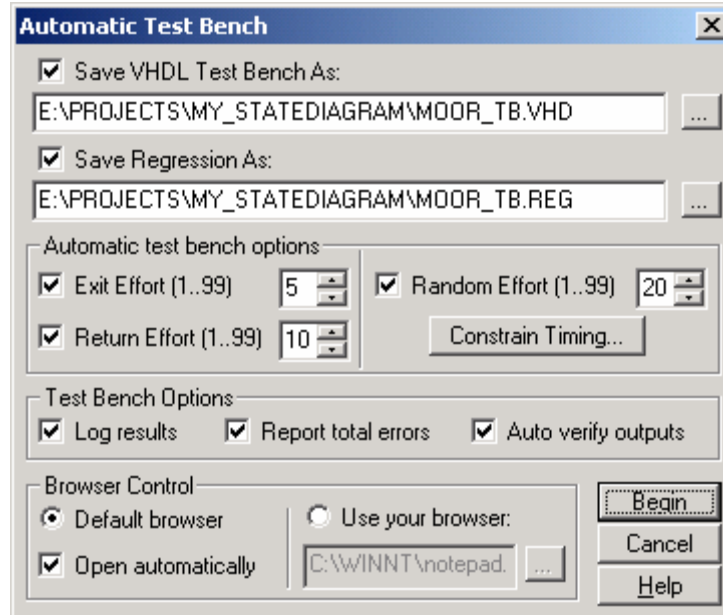 Automatic Test Bench
Save VHDL Test Bench As:
E:\PROJECTS\MY_STATEDIAGRAM\MOOR_TB.VHD
...
Save Regression As:
E:\PROJECTS\MY_STATEDIAGRAM\MOOR_TB.REG
...
Automatic test bench options
Exit Effort (1..99) 5
Random Effort (1..99) 20
Return Effort (1..99) 10
Constrain Timing...
Test Bench Options
Log results
Report total errors
Auto verify outputs
Browser Control
Default browser
Use your browser:
Open automatically
C:\WINNT\notepad.
...
Begin
Cancel
Help